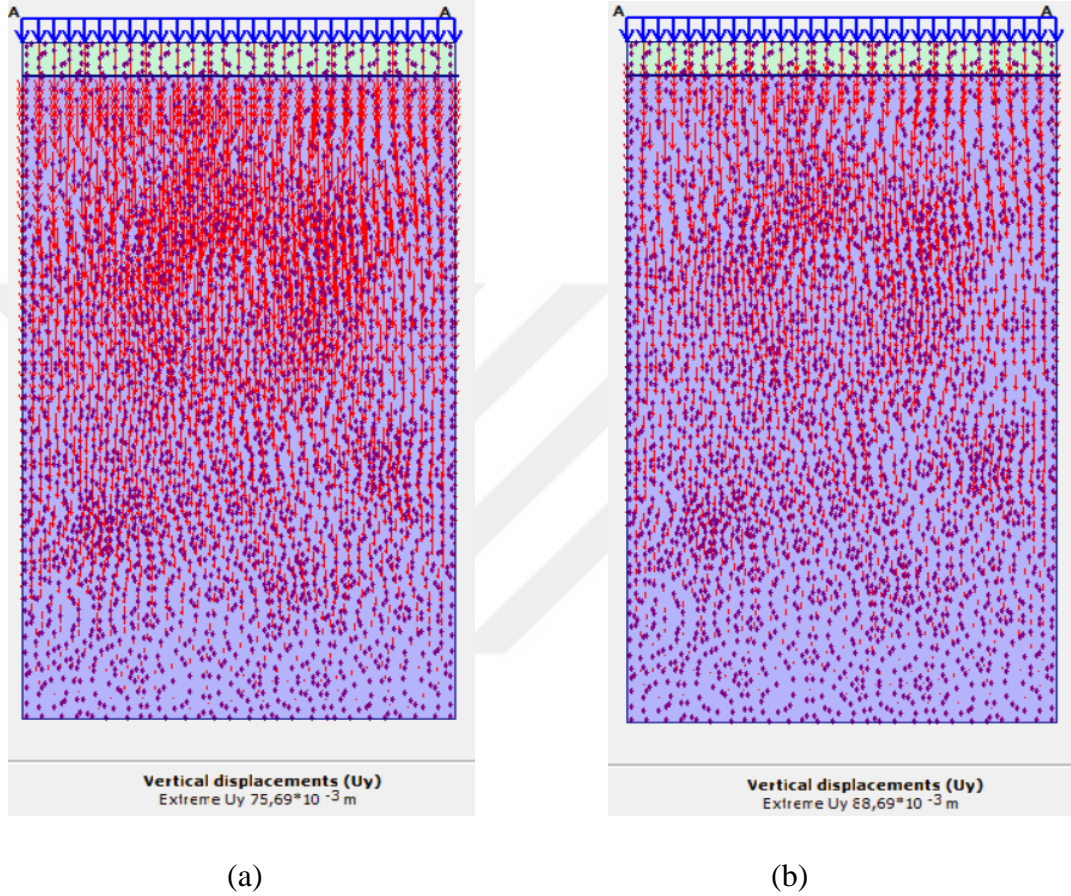 A A
A A
Vertical displacements (Uy)
Extreme Uy 75,69*10 -3 m
Vertical displacements (Uy)
Extreme Uy 88,69*10 -3 m
(a)
(b)